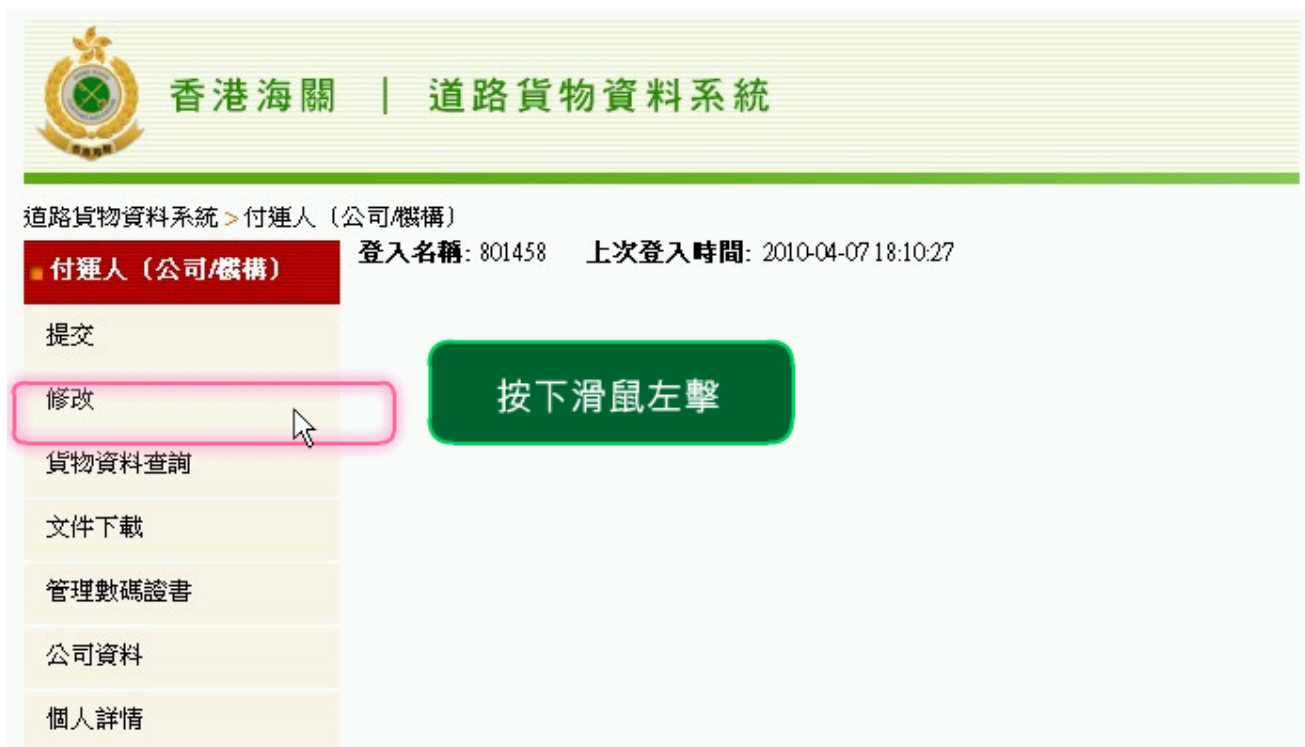 香港海關 | 道路貨物資料系統
香港海關
道路貨物資料系統 > 付運人（公司/機構）
付運人（公司/機構）
登入名稱: 801458 上次登入時間: 2010-04-07 18:10:27
提交
修改
按下滑鼠左擊
貨物資料查詢
文件下載
管理數碼證書
公司資料
個人詳情